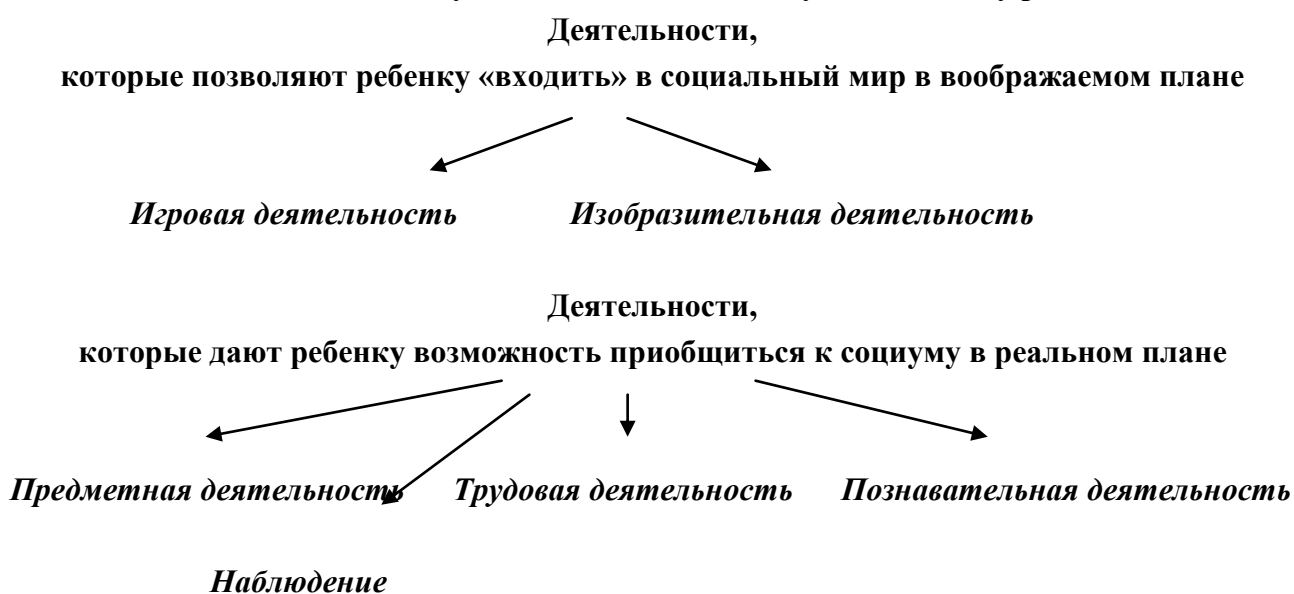 Деятельности,
которые позволяют ребенку «входить» в социальный мир в воображаемом плане
Игровая деятельность Изобразительная деятельность
Деятельности,
которые дают ребенку возможность приобщиться к социуму в реальном плане
Предметная деятельность Трудовая деятельность Познавательная деятельность
Наблюдение